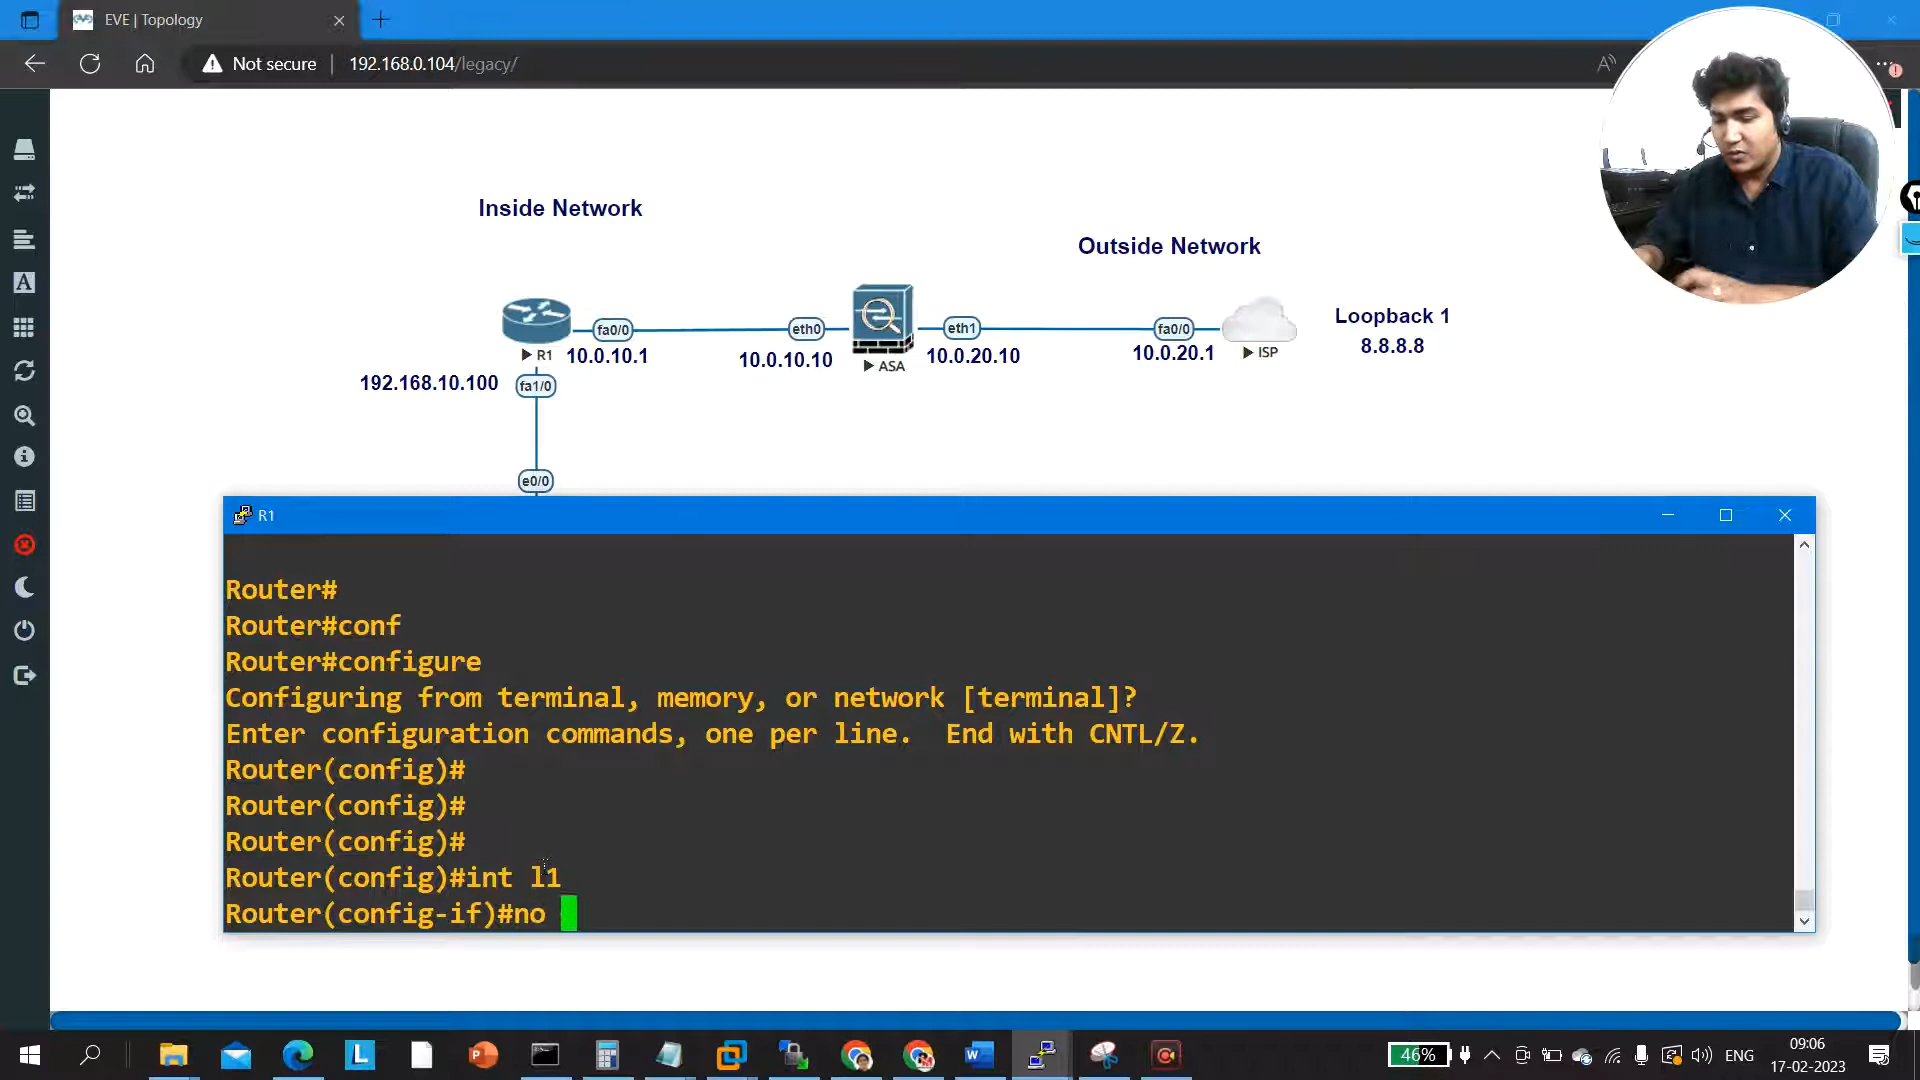 EVE | Topology
Not secure
192.168.0.104/legacy/
Inside Network
Outside Network
fa0/0
eth0
eth1
fa0/0
Loopback 1
R1
10.0.10.1
10.0.10.10
ASA
10.0.20.10
10.0.20.1
ISP
8.8.8.8
192.168.10.100
fa1/0
e0/0
R1
Router#
Router#conf
Router#configure
Configuring from terminal, memory, or network [terminal]?
Enter configuration commands, one per line.  End with CNTL/Z.
Router(config)#
Router(config)#
Router(config)#
Router(config)#int l1
Router(config-if)#no
46%
ENG
09:06
17-02-2023